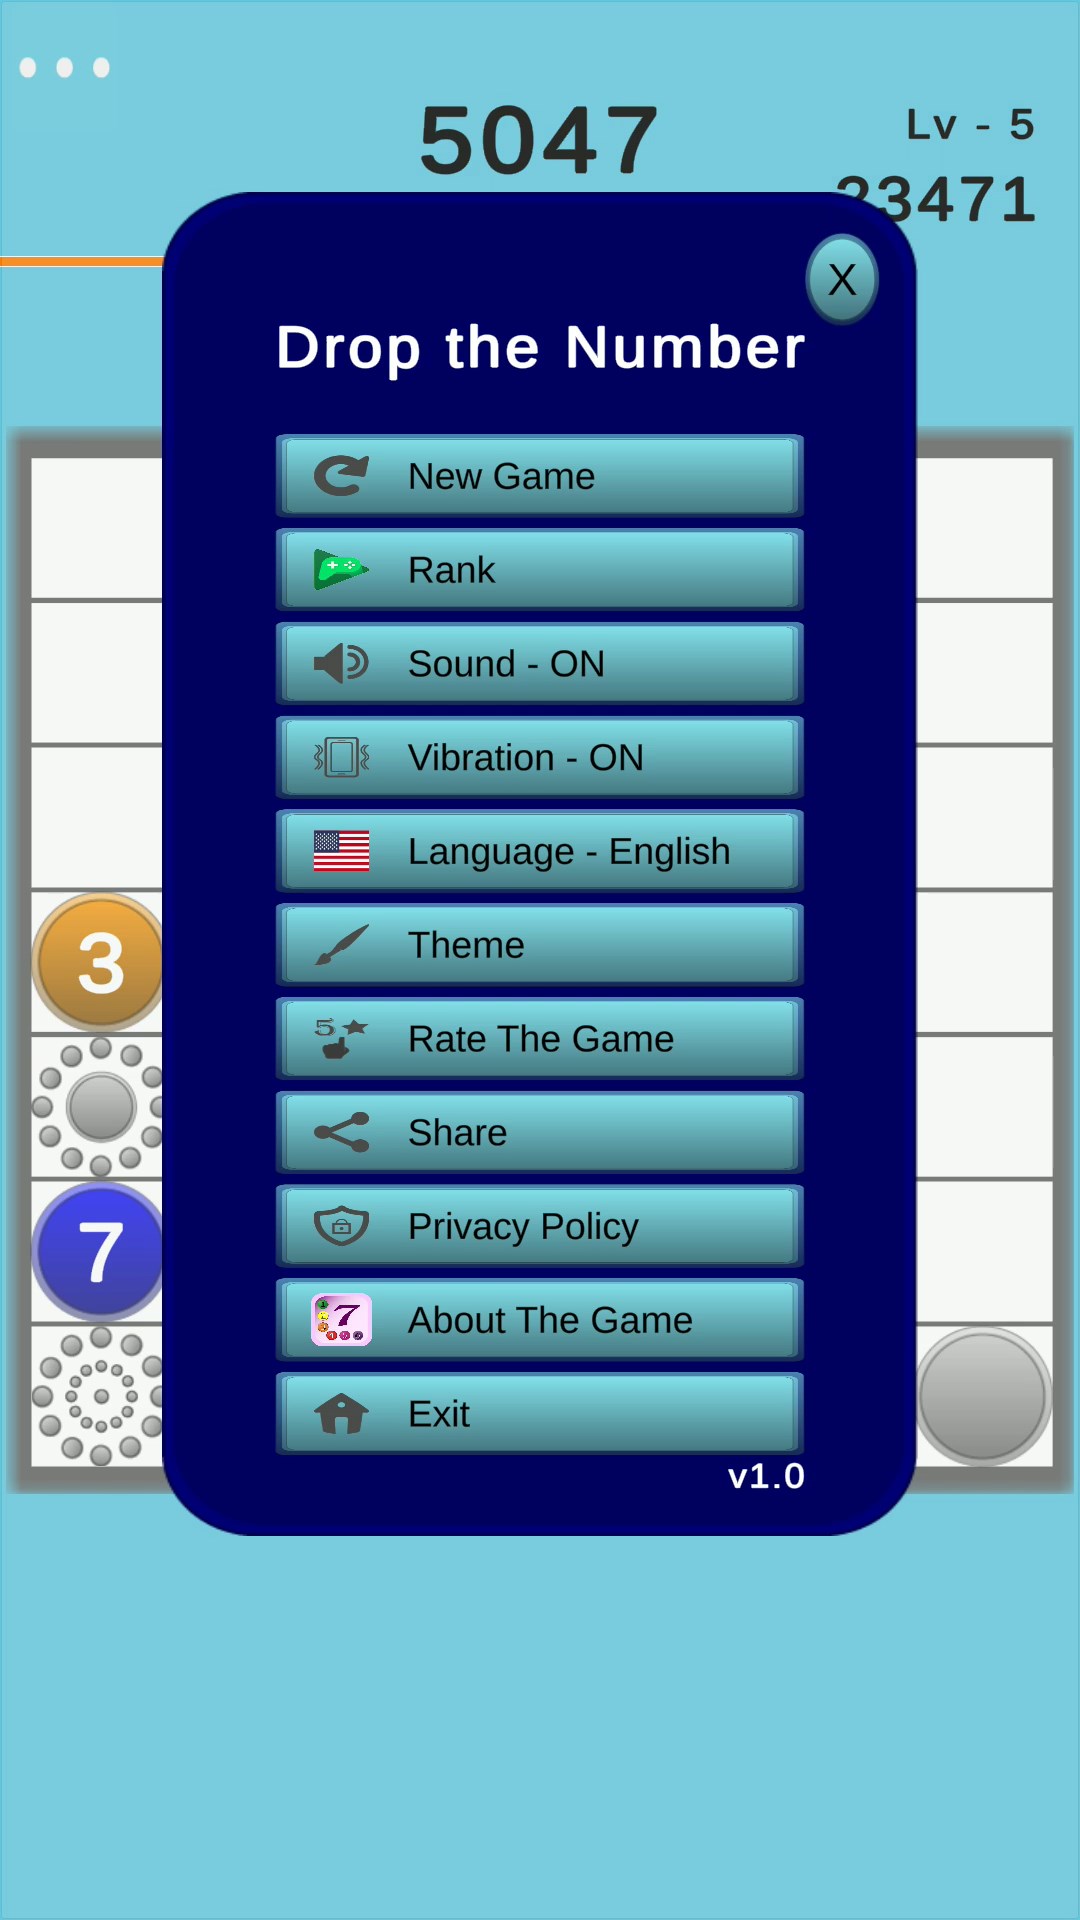 5047
Lv - 5
23471
X
Drop the Number
New Game
Rank
Sound - ON
Vibration - ON
Language - English
Theme
5
Rate The Game
Share
Privacy Policy
7
About The Game
Exit
v1.0
3
7